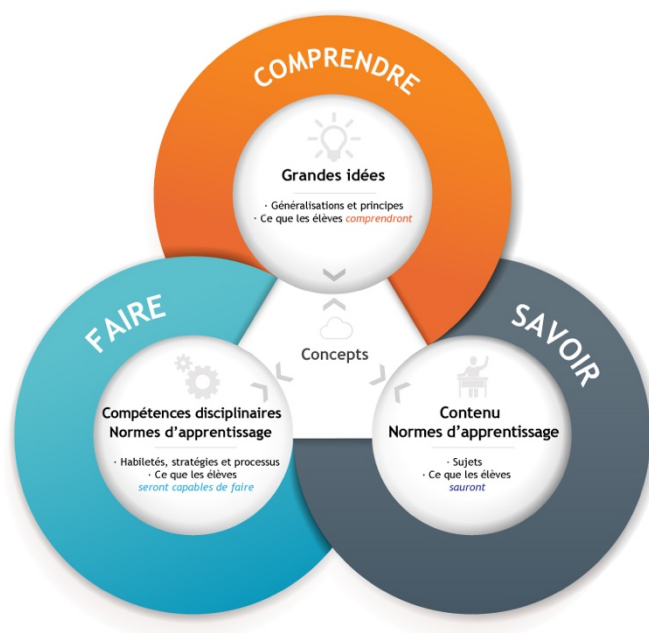 COMPRENDRE
Grandes idées
· Généralisations et principes
· Ce que les élèves comprendront
FAIRE
SAVOIR
Concepts
Compétences disciplinaires
Normes d'apprentissage
· Habiletés, stratégies et processus
· Ce que les élèves
seront capables de faire
Contenu
Normes d'apprentissage
· Sujets
· Ce que les élèves
sauront